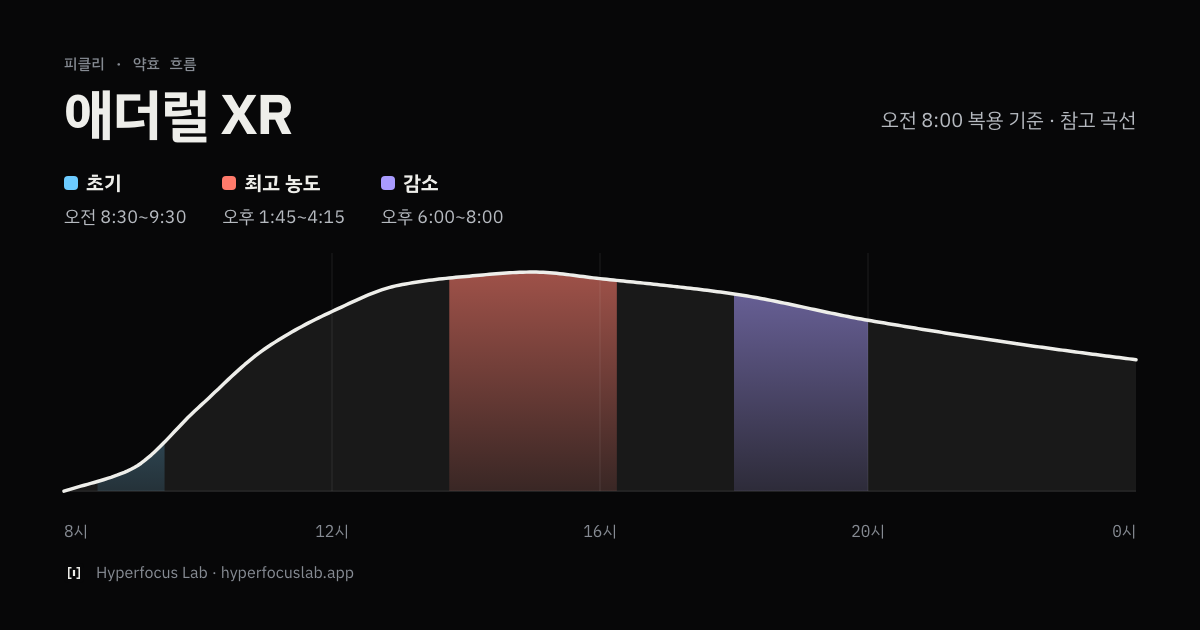 피클리 · 약효 흐름
애더럴 XR
오전 8:00 복용 기준 · 참고 곡선
초기 최고 농도 감소
오전 8:30~9:30 오후 1:45~4:15 오후 6:00~8:00
8시 12시 16시 20시 0시
Hyperfocus Lab · hyperfocuslab.app